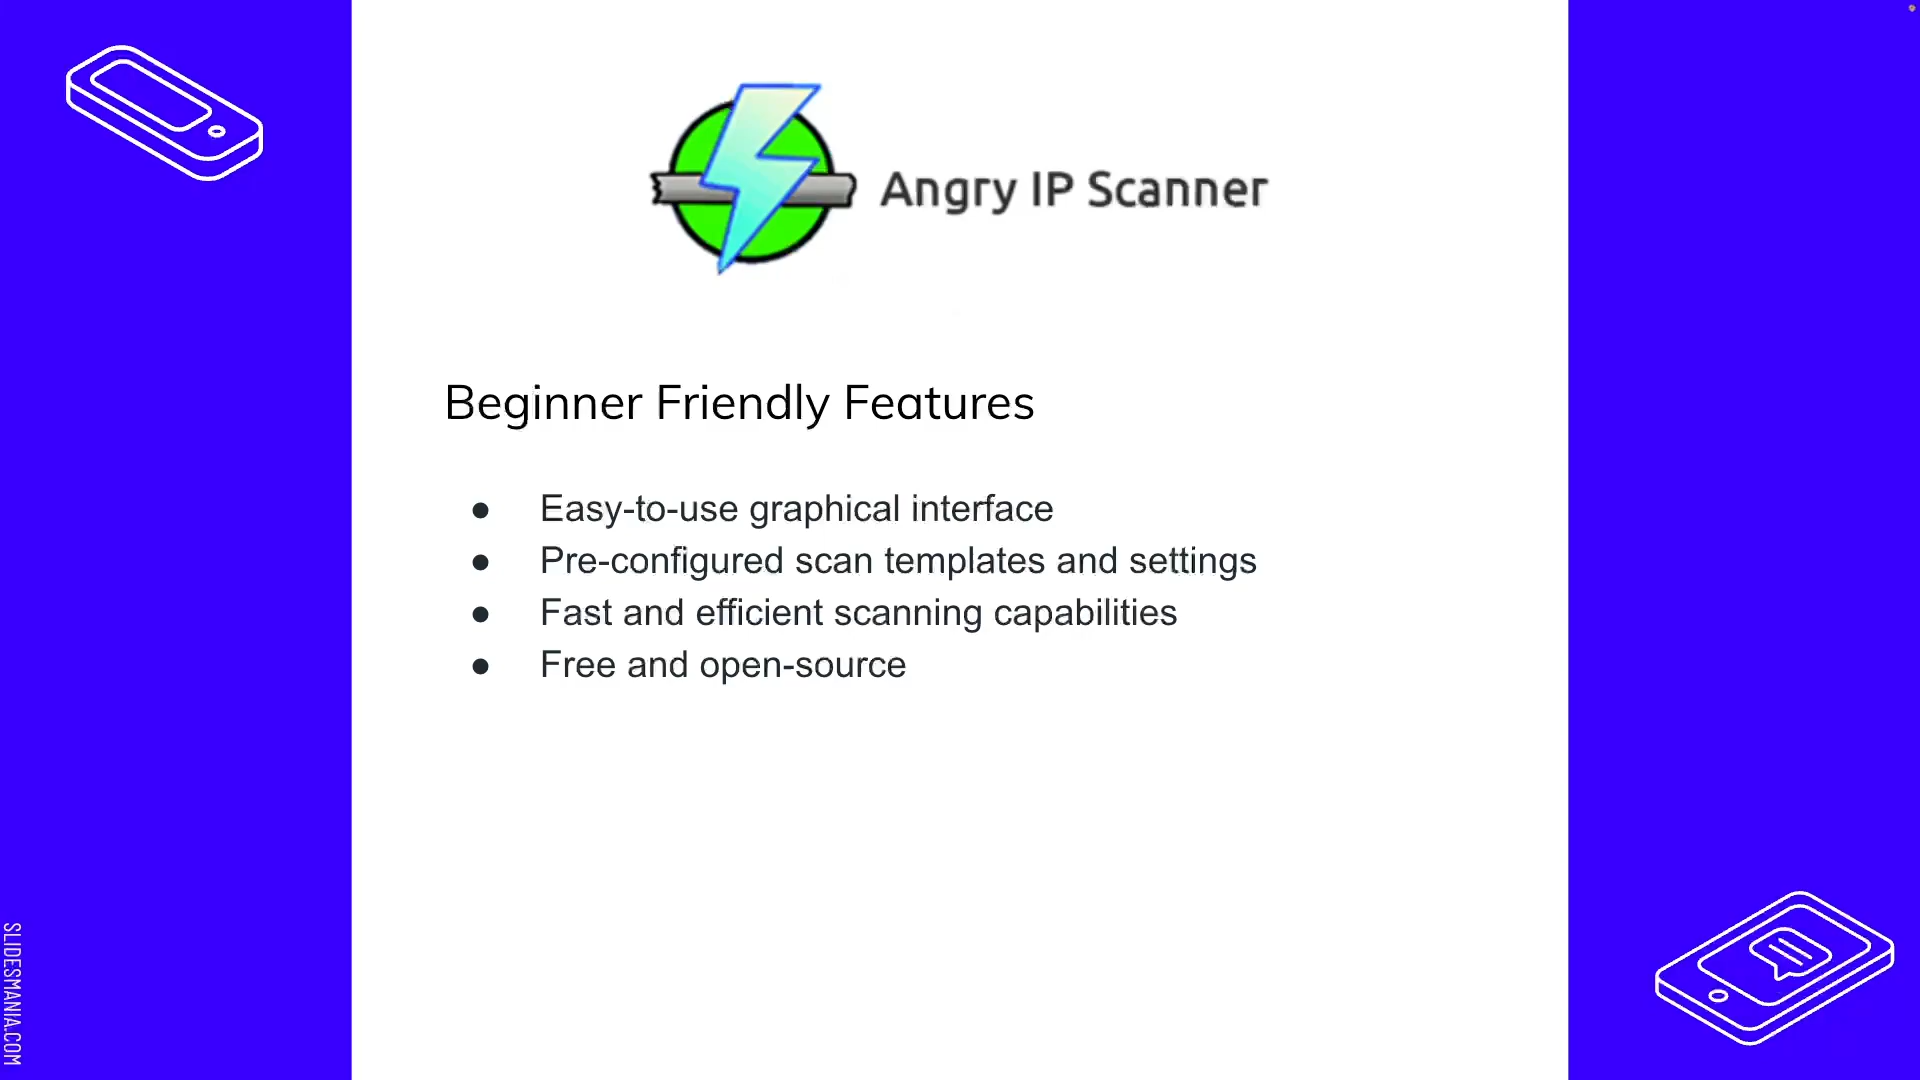 Angry IP Scanner
Beginner Friendly Features
● Easy-to-use graphical interface
● Pre-configured scan templates and settings
● Fast and efficient scanning capabilities
● Free and open-source
SLIDESMANIA.COM